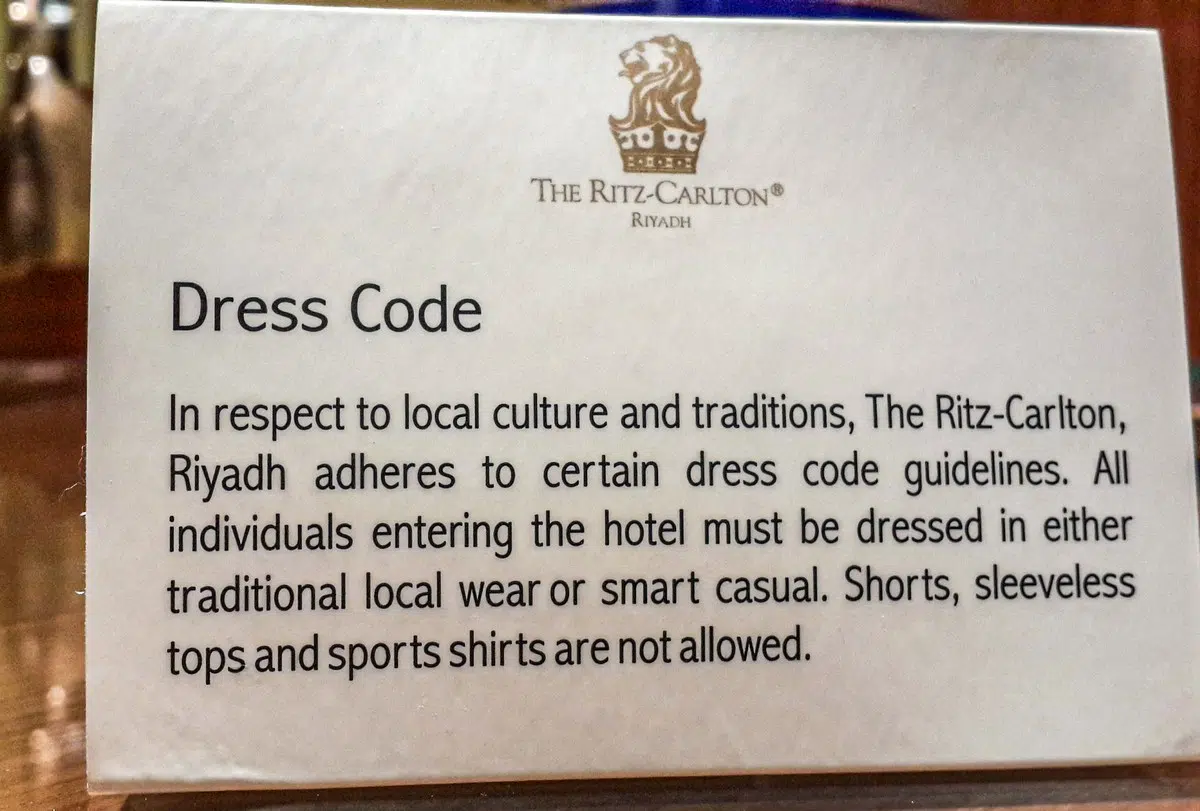 THE RITZ-CARLTON®
RIYADH
Dress Code
In respect to local culture and traditions, The Ritz-Carlton,
Riyadh adheres to certain dress code guidelines. All
individuals entering the hotel must be dressed in either
traditional local wear or smart casual. Shorts, sleeveless
tops and sports shirts are not allowed.